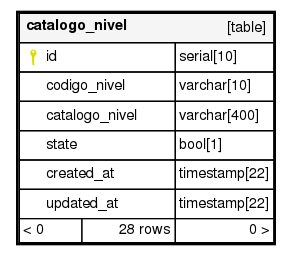 catalogo_nivel [table]
id serial[10]
codigo_nivel varchar[10]
catalogo_nivel varchar[400]
state bool[1]
created_at timestamp[22]
updated_at timestamp[22]
< 0 28 rows 0 >